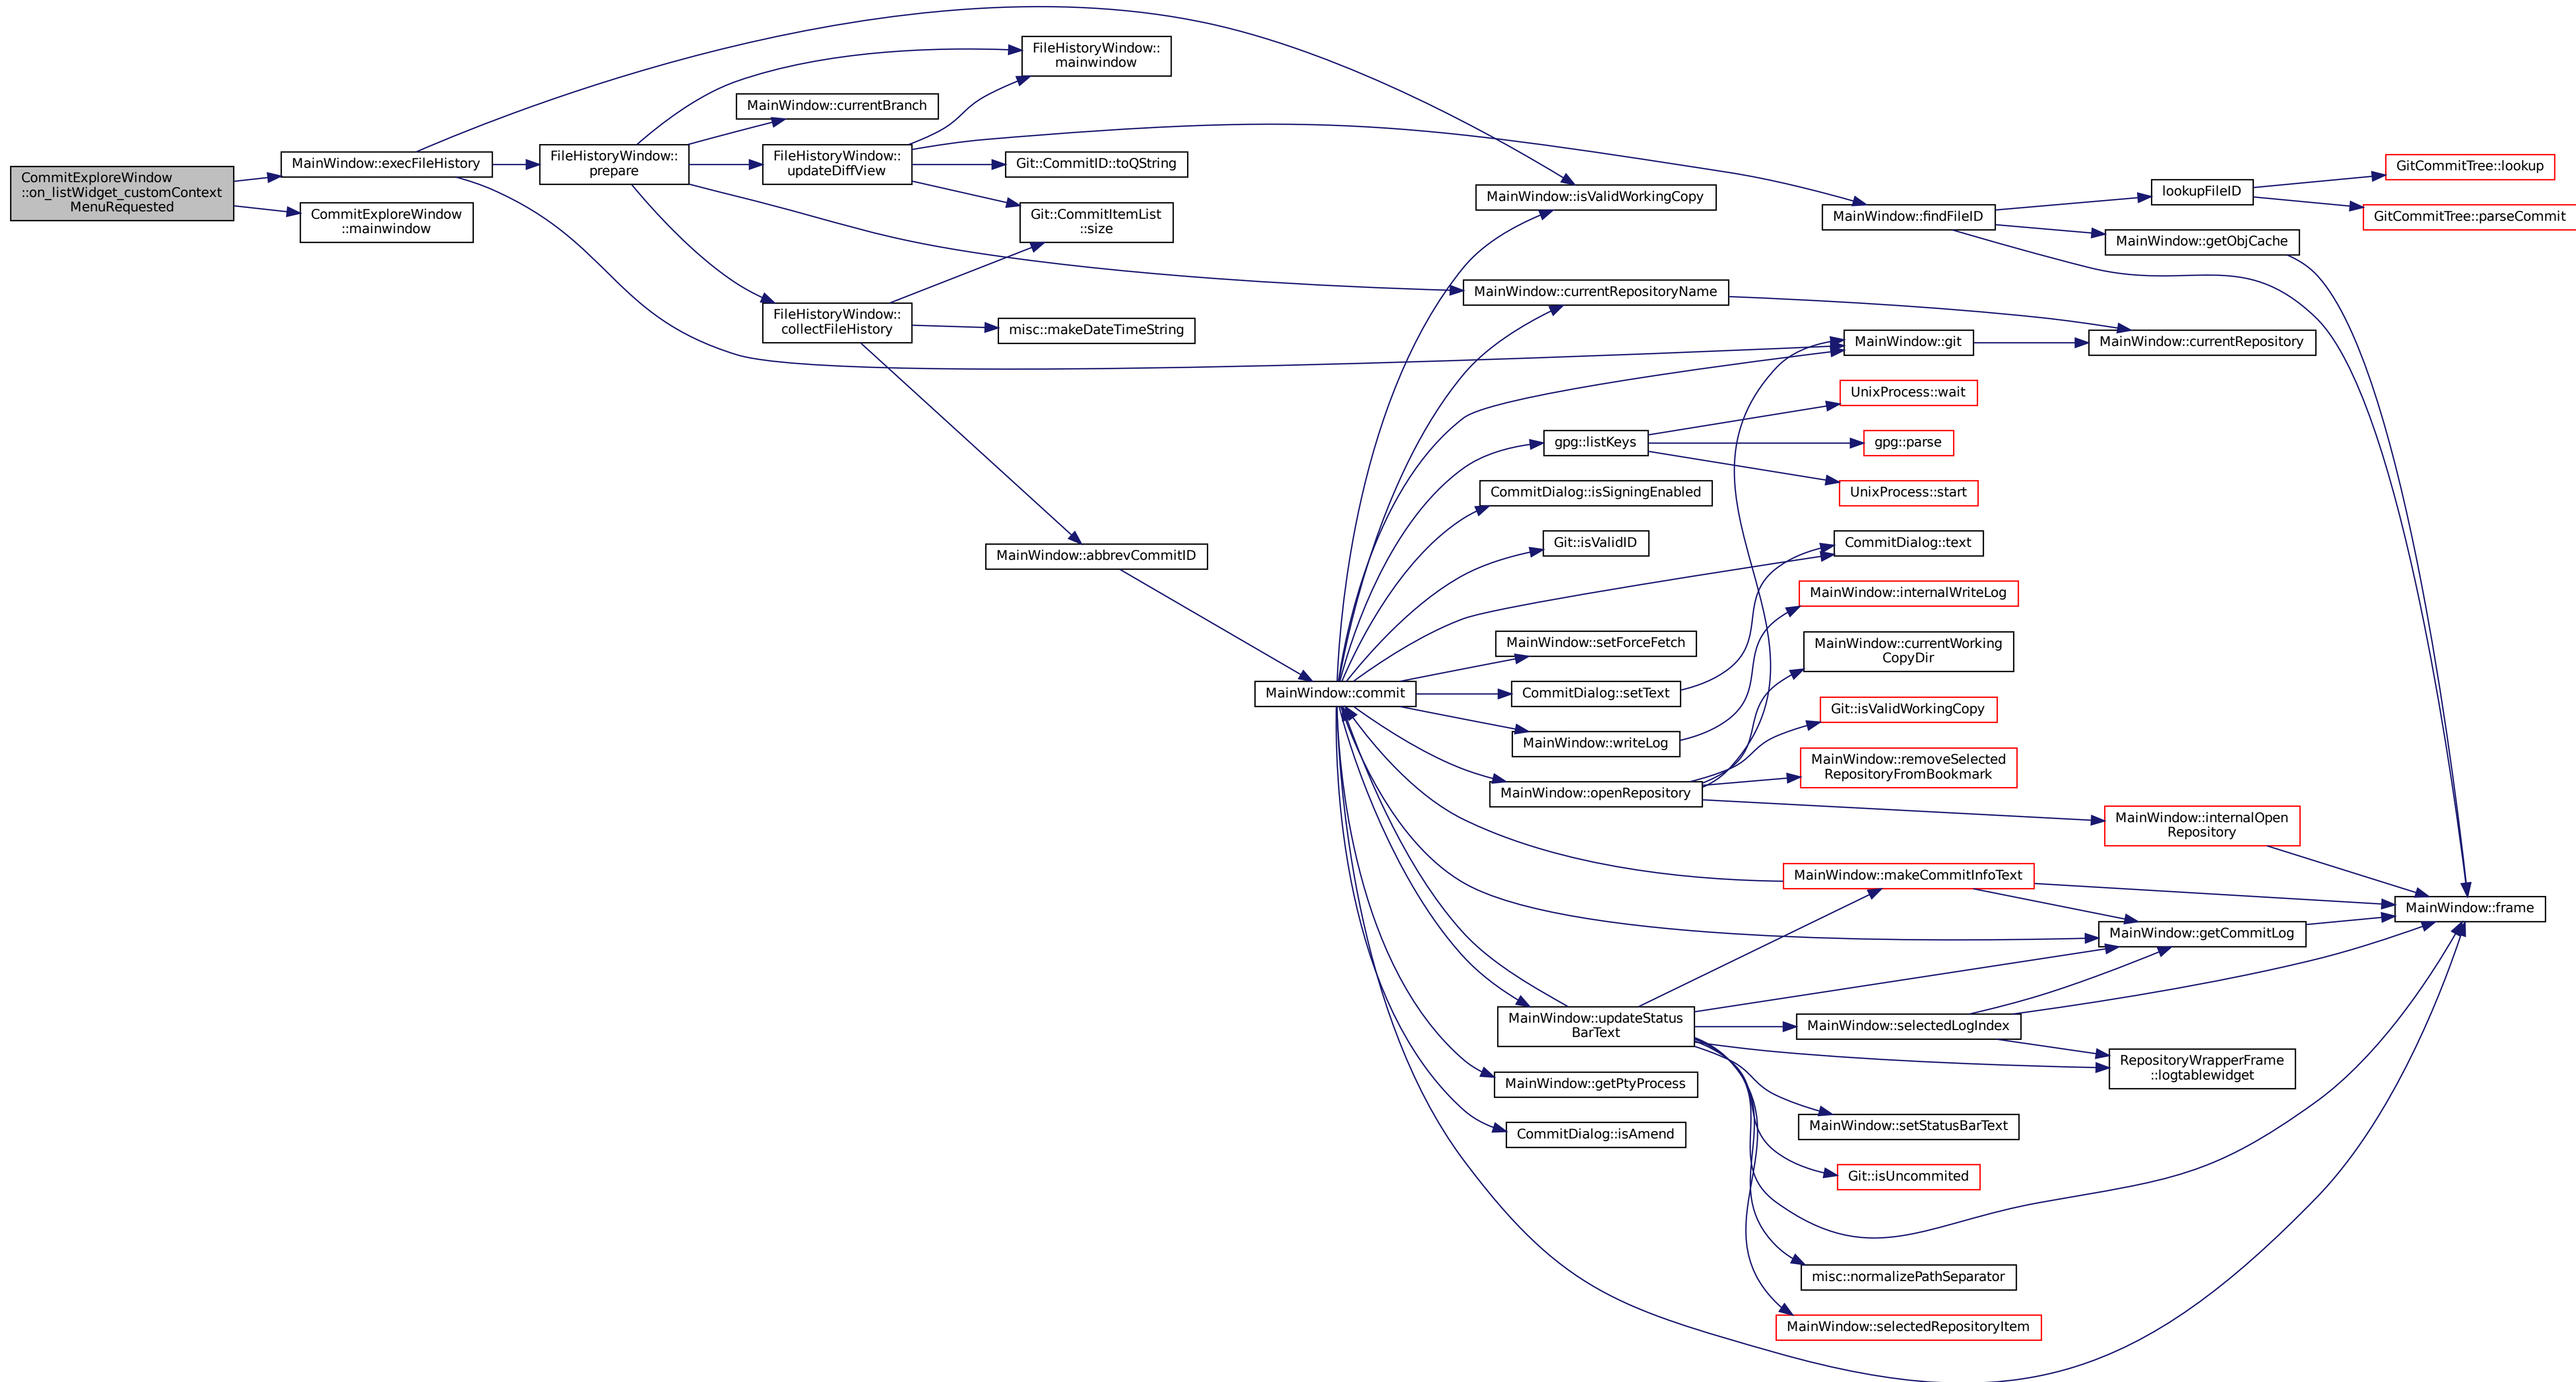 CommitExploreWindow
::on_listWidget_customContext
MenuRequested
MainWindow::execFileHistory
CommitExploreWindow
::mainwindow
FileHistoryWindow::
prepare
FileHistoryWindow::
mainwindow
MainWindow::currentBranch
FileHistoryWindow::
updateDiffView
Git::CommitID::toQString
Git::CommitItemList
::size
FileHistoryWindow::
collectFileHistory
misc::makeDateTimeString
MainWindow::abbrevCommitID
MainWindow::commit
MainWindow::isValidWorkingCopy
MainWindow::currentRepositoryName
gpg::listKeys
CommitDialog::isSigningEnabled
Git::isValidID
MainWindow::setForceFetch
CommitDialog::setText
MainWindow::writeLog
MainWindow::openRepository
MainWindow::updateStatus
BarText
MainWindow::getPtyProcess
CommitDialog::isAmend
MainWindow::findFileID
MainWindow::git
UnixProcess::wait
gpg::parse
UnixProcess::start
CommitDialog::text
MainWindow::internalWriteLog
MainWindow::currentWorking
CopyDir
Git::isValidWorkingCopy
MainWindow::removeSelected
RepositoryFromBookmark
MainWindow::makeCommitInfoText
MainWindow::selectedLogIndex
MainWindow::setStatusBarText
Git::isUncommited
misc::normalizePathSeparator
MainWindow::selectedRepositoryItem
lookupFileID
MainWindow::getObjCache
MainWindow::currentRepository
MainWindow::internalOpen
Repository
MainWindow::getCommitLog
RepositoryWrapperFrame
::logtablewidget
GitCommitTree::lookup
GitCommitTree::parseCommit
MainWindow::frame